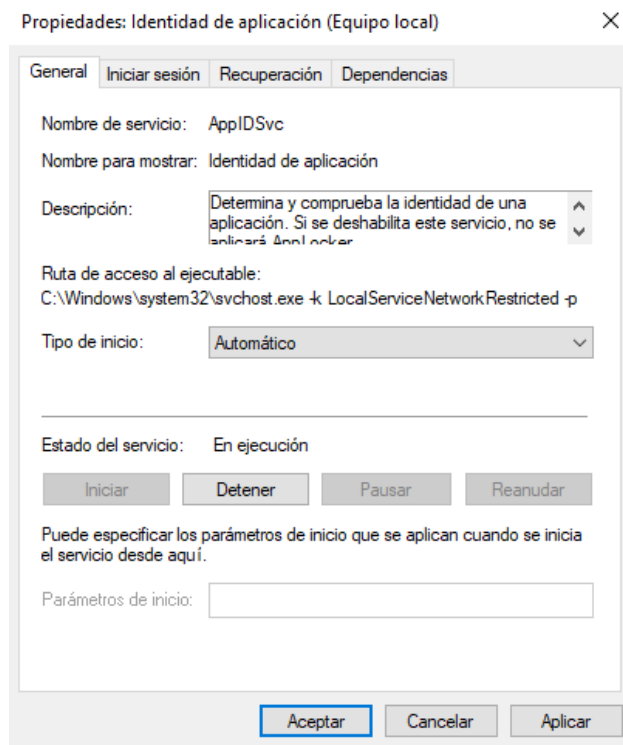 Propiedades: Identidad de aplicación (Equipo local)
General Iniciar sesión Recuperación Dependencias
Nombre de servicio: AppIDSvc
Nombre para mostrar: Identidad de aplicación
Descripción: Determina y comprueba la identidad de una
aplicación. Si se deshabilita este servicio, no se
aplicará AppLocker
Ruta de acceso al ejecutable:
C:\Windows\system32\svchost.exe -k LocalServiceNetworkRestricted -p
Tipo de inicio: Automático
Estado del servicio: En ejecución
Iniciar Detener Pausar Reanudar
Puede especificar los parámetros de inicio que se aplican cuando se inicia
el servicio desde aquí.
Parámetros de inicio:
Aceptar Cancelar Aplicar